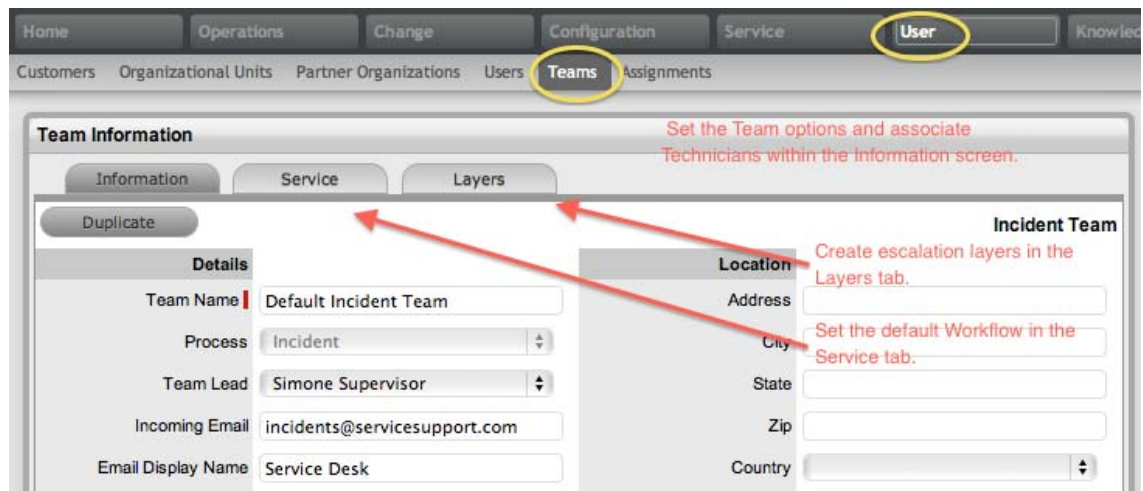 Home Operations Change Configuration Service User Knowled
Customers Organizational Units Partner Organizations Users Teams Assignments
Team Information
Set the Team options and associate
Technicians within the Information screen.
Information Service Layers
Duplicate
Incident Team
Create escalation layers in the
Layers tab.
Details
Location
Team Name Default Incident Team
Address
Set the default Workflow in the
Service tab.
Process Incident
City
Team Lead Simone Supervisor
State
Incoming Email incidents@servicesupport.com
Zip
Email Display Name Service Desk
Country